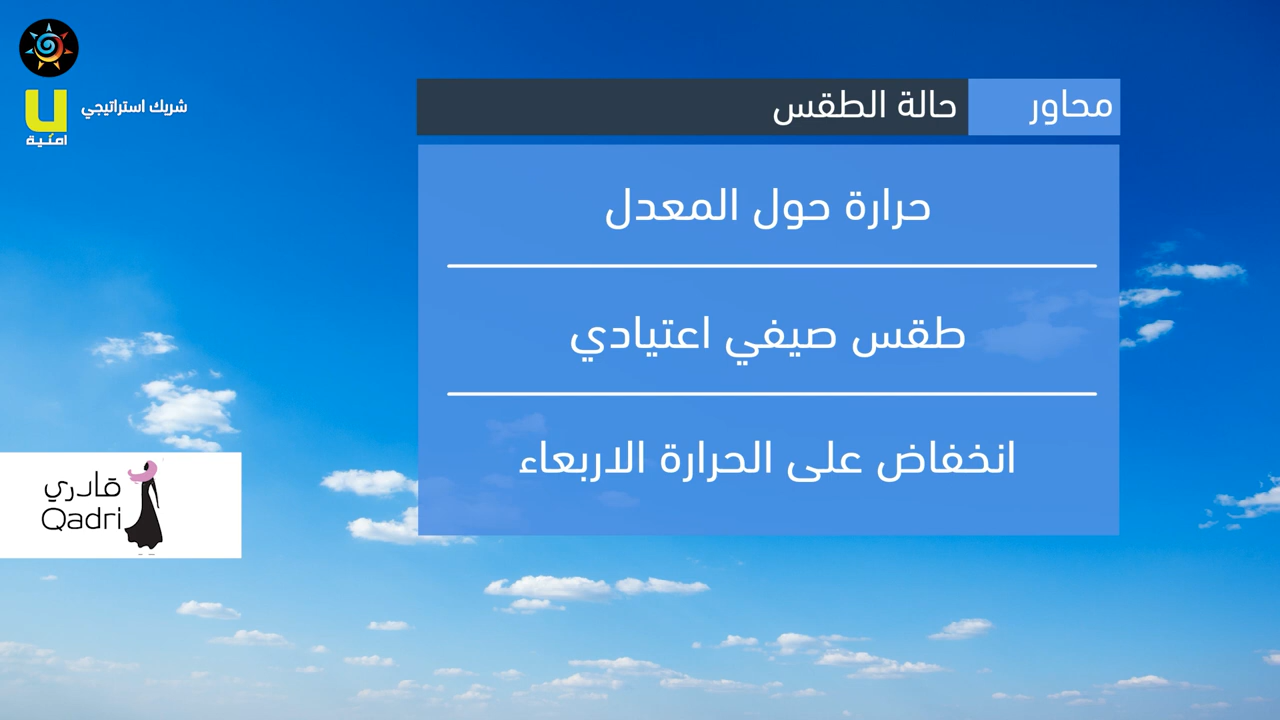 محاور
حالة الطقس
حرارة حول المعدل
طقس صيفي اعتيادي
انخفاض على الحرارة الاربعاء
شريك استراتيجي
امنية
قادري
Qadri